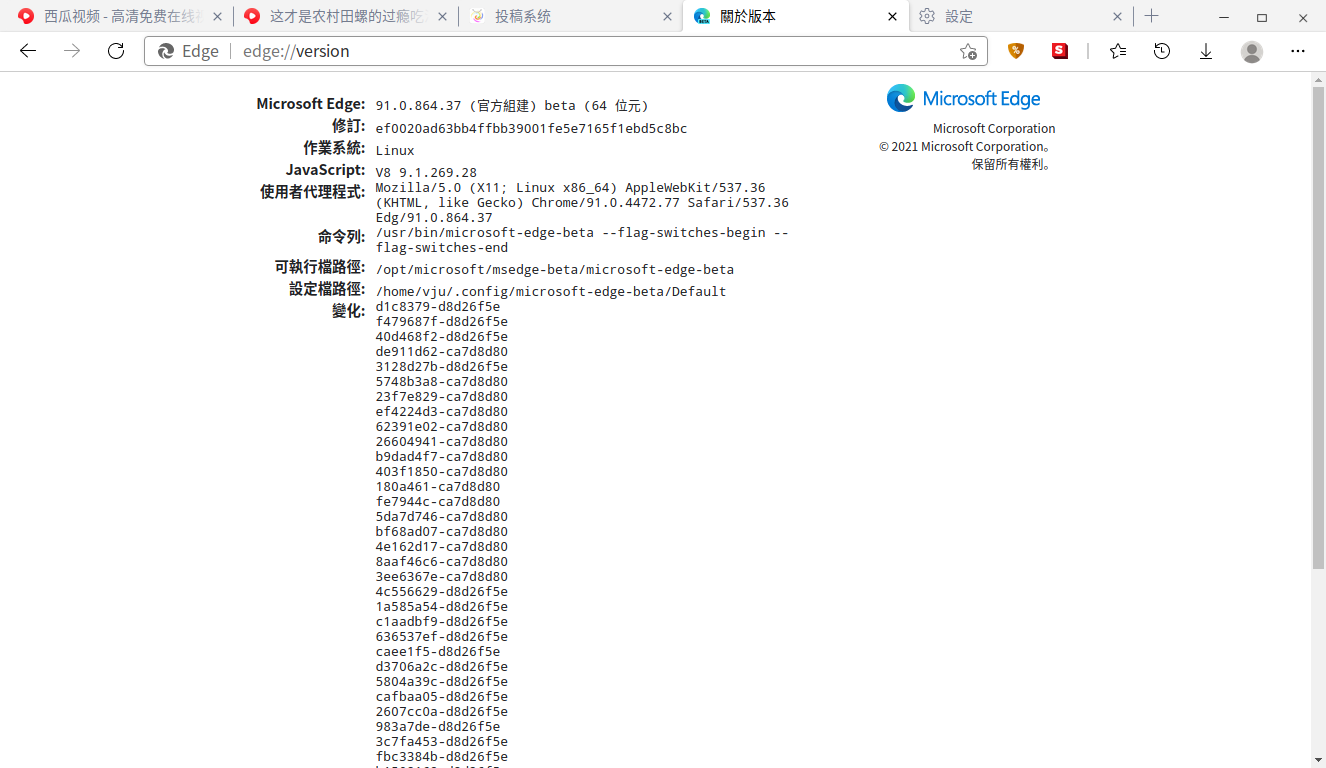 西瓜视频 - 高清免费在线
这才是农村田螺的过瘾吃
投稿系统
關於版本
設定
Edge
edge://version
Microsoft Edge
Microsoft Corporation
© 2021 Microsoft Corporation。
保留所有權利。
Microsoft Edge: 91.0.864.37 (官方組建) beta (64 位元)
修訂: ef0020ad63bb4ffbb39001fe5e7165f1ebd5c8bc
作業系統: Linux
JavaScript: V8 9.1.269.28
使用者代理程式: Mozilla/5.0 (X11; Linux x86_64) AppleWebKit/537.36
(KHTML, like Gecko) Chrome/91.0.4472.77 Safari/537.36
Edg/91.0.864.37
命令列: /usr/bin/microsoft-edge-beta --flag-switches-begin --
flag-switches-end
可執行檔路徑: /opt/microsoft/msedge-beta/microsoft-edge-beta
設定檔路徑: /home/vju/.config/microsoft-edge-beta/Default
變化: d1c8379-d8d26f5e
f479687f-d8d26f5e
40d468f2-d8d26f5e
de911d62-ca7d8d80
3128d27b-d8d26f5e
5748b3a8-ca7d8d80
23f7e829-ca7d8d80
ef4224d3-ca7d8d80
62391e02-ca7d8d80
26604941-ca7d8d80
b9dad4f7-ca7d8d80
403f1850-ca7d8d80
180a461-ca7d8d80
fe7944c-ca7d8d80
5da7d746-ca7d8d80
bf68ad07-ca7d8d80
4e162d17-ca7d8d80
8aaf46c6-ca7d8d80
3ee6367e-ca7d8d80
4c556629-d8d26f5e
1a585a54-d8d26f5e
c1aadbf9-d8d26f5e
636537ef-d8d26f5e
caee1f5-d8d26f5e
d3706a2c-d8d26f5e
5804a39c-d8d26f5e
cafbaa05-d8d26f5e
2607cc0a-d8d26f5e
983a7de-d8d26f5e
3c7fa453-d8d26f5e
fbc3384b-d8d26f5e